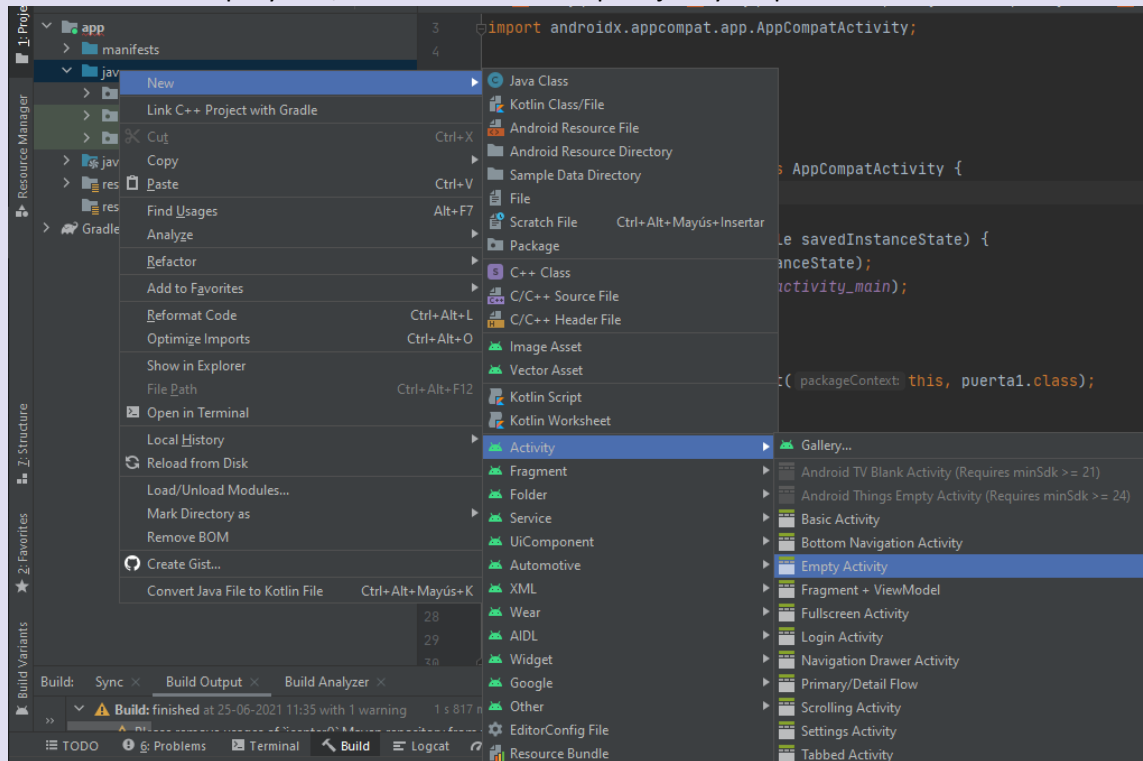 1: Proje
Resource Manager
7: Structure
2: Favorites
Build Variants
app
manifests
jav
jav
res
res
Gradle
New
Link C++ Project with Gradle
Cut Ctrl+X
Copy
Paste Ctrl+V
Find Usages Alt+F7
Analyze
Refactor
Add to Favorites
Reformat Code Ctrl+Alt+L
Optimize Imports Ctrl+Alt+O
Show in Explorer
File Path Ctrl+Alt+F12
Open in Terminal
Local History
Reload from Disk
Load/Unload Modules...
Mark Directory as
Remove BOM
Create Gist...
Convert Java File to Kotlin File Ctrl+Alt+Mayús+K
Java Class
Kotlin Class/File
Android Resource File
Android Resource Directory
Sample Data Directory
File
Scratch File Ctrl+Alt+Mayús+Insertar
Package
C++ Class
C/C++ Source File
C/C++ Header File
Image Asset
Vector Asset
Kotlin Script
Kotlin Worksheet
Activity
Fragment
Folder
Service
UiComponent
Automotive
XML
Wear
AIDL
Widget
Google
Other
EditorConfig File
Resource Bundle
Gallery...
Android TV Blank Activity (Requires minSdk >= 21)
Android Things Empty Activity (Requires minSdk >= 24)
Basic Activity
Bottom Navigation Activity
Empty Activity
Fragment + ViewModel
Fullscreen Activity
Login Activity
Navigation Drawer Activity
Primary/Detail Flow
Scrolling Activity
Settings Activity
Tabbed Activity
3 import androidx.appcompat.app.AppCompatActivity;
4
s AppCompatActivity {
le savedInstanceState) {
anceState);
activity_main);
t( packageContext: this, puerta1.class);
28
29
30
Build: Sync × Build Output × Build Analyzer ×
Build: finished at 25-06-2021 11:35 with 1 warning 1 s 817 m
TODO 6: Problems Terminal Build Logcat